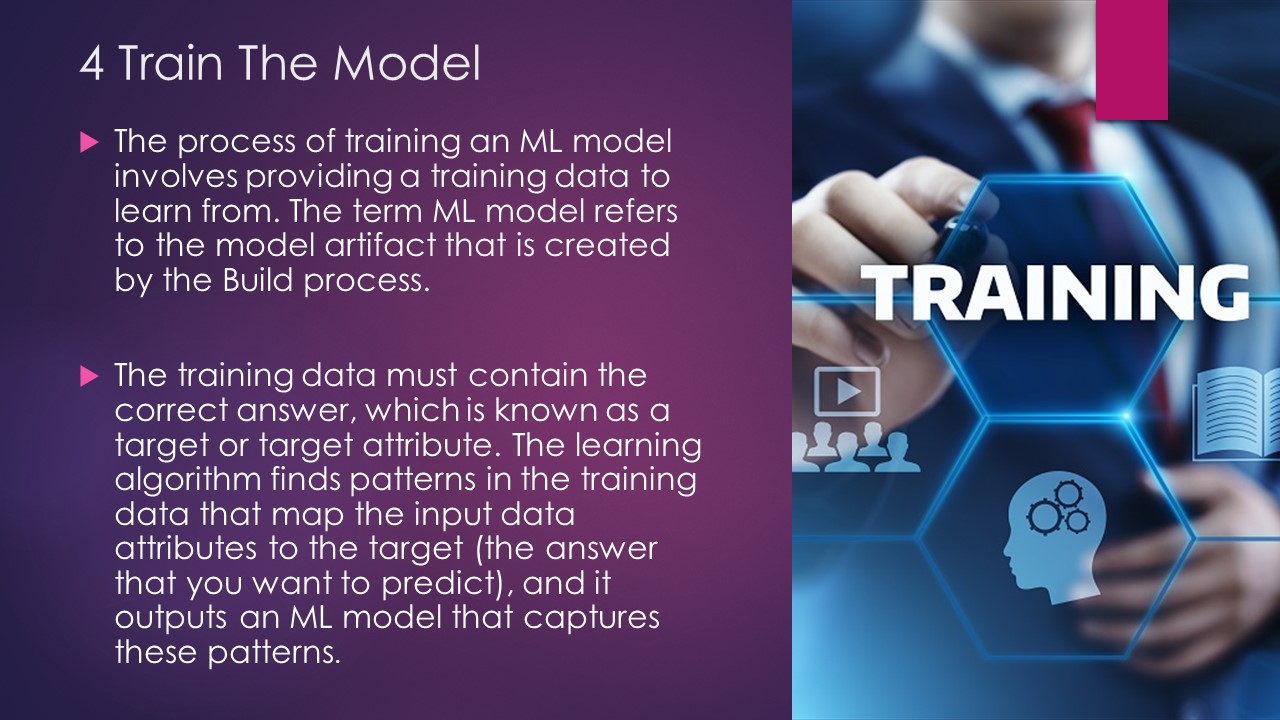 4 Train The Model
The process of training an ML model
involves providing a training data to
learn from. The term ML model refers
to the model artifact that is created
by the Build process.
The training data must contain the
correct answer, which is known as a
target or target attribute. The learning
algorithm finds patterns in the training
data that map the input data
attributes to the target (the answer
that you want to predict), and it
outputs an ML model that captures
these patterns.
TRAINING